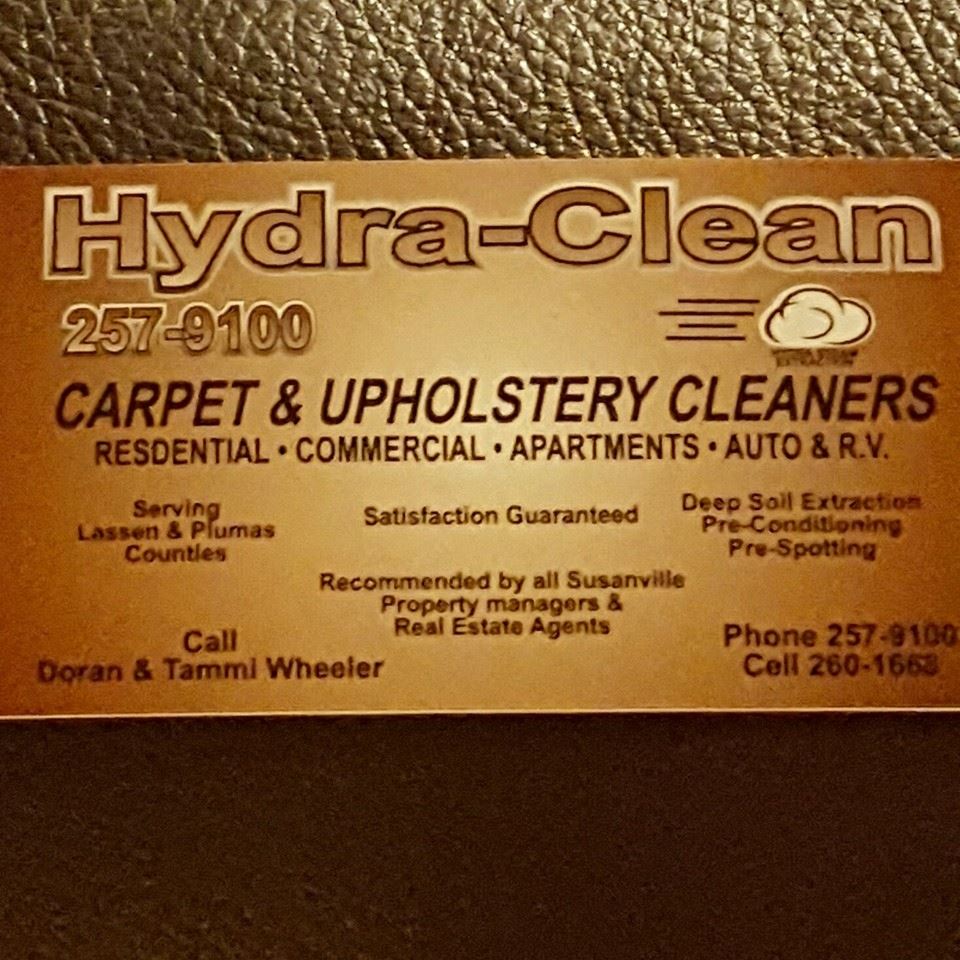 Hydra-Clean
257-9100
CARPET & UPHOLSTERY CLEANERS
RESDENTIAL • COMMERCIAL • APARTMENTS • AUTO & R.V.
Serving
Lassen & Plumas
Counties
Satisfaction Guaranteed
Deep Soil Extraction
Pre-Conditioning
Pre-Spotting
Recommended by all Susanville
Property managers &
Real Estate Agents
Call
Doran & Tammi Wheeler
Phone 257-9100
Cell